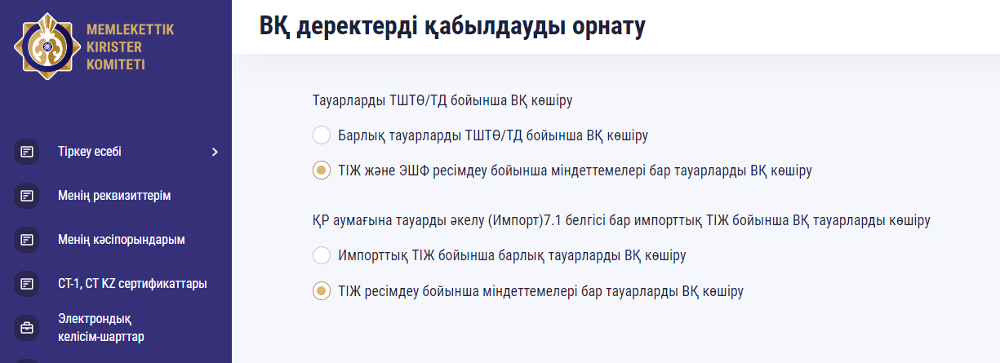 MEMLEKETTIK
KIRISTER
KOMITETI
ВҚ деректерді қабылдауды орнату
Тауарларды ТШТӨ/ТД бойынша ВҚ көшіру
Барлық тауарларды ТШТӨ/ТД бойынша ВҚ көшіру
ТІЖ және ЭШФ ресімдеу бойынша міндеттемелері бар тауарларды ВҚ көшіру
ҚР аумағына тауарды әкелу (Импорт)7.1 белгісі бар импорттық ТІЖ бойынша ВҚ тауарларды көшіру
Импорттық ТІЖ бойынша барлық тауарларды ВҚ көшіру
ТІЖ ресімдеу бойынша міндеттемелері бар тауарларды ВҚ көшіру
Тіркеу есебі
Менің реквизиттерім
Менің кәсіпорындарым
СТ-1, СТ KZ сертификаттары
Электрондық
келісім-шарттар